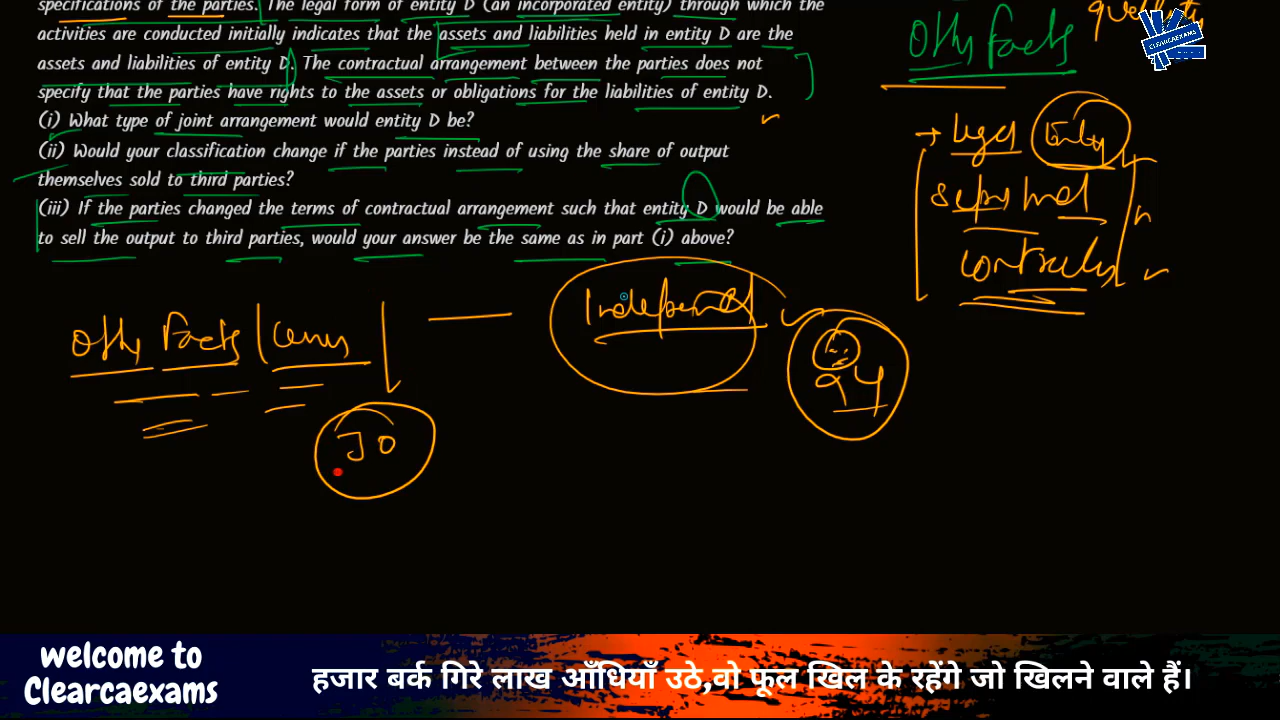 specifications of the parties. The legal form of entity D (an incorporated entity) through which the
activities are conducted initially indicates that the assets and liabilities held in entity D are the
assets and liabilities of entity D. The contractual arrangement between the parties does not
specify that the parties have rights to the assets or obligations for the liabilities of entity D.
(i) What type of joint arrangement would entity D be?
(ii) Would your classification change if the parties instead of using the share of output
themselves sold to third parties?
(iii) If the parties changed the terms of contractual arrangement such that entity D would be able
to sell the output to third parties, would your answer be the same as in part (i) above?
CLEARCAEXAMS
Facts
Entity
Facts
JO
welcome to
Clearcaexams
हजार बर्क गिरे लाख आँधियाँ उठे,वो फूल खिल के रहेंगे जो खिलने वाले हैं।